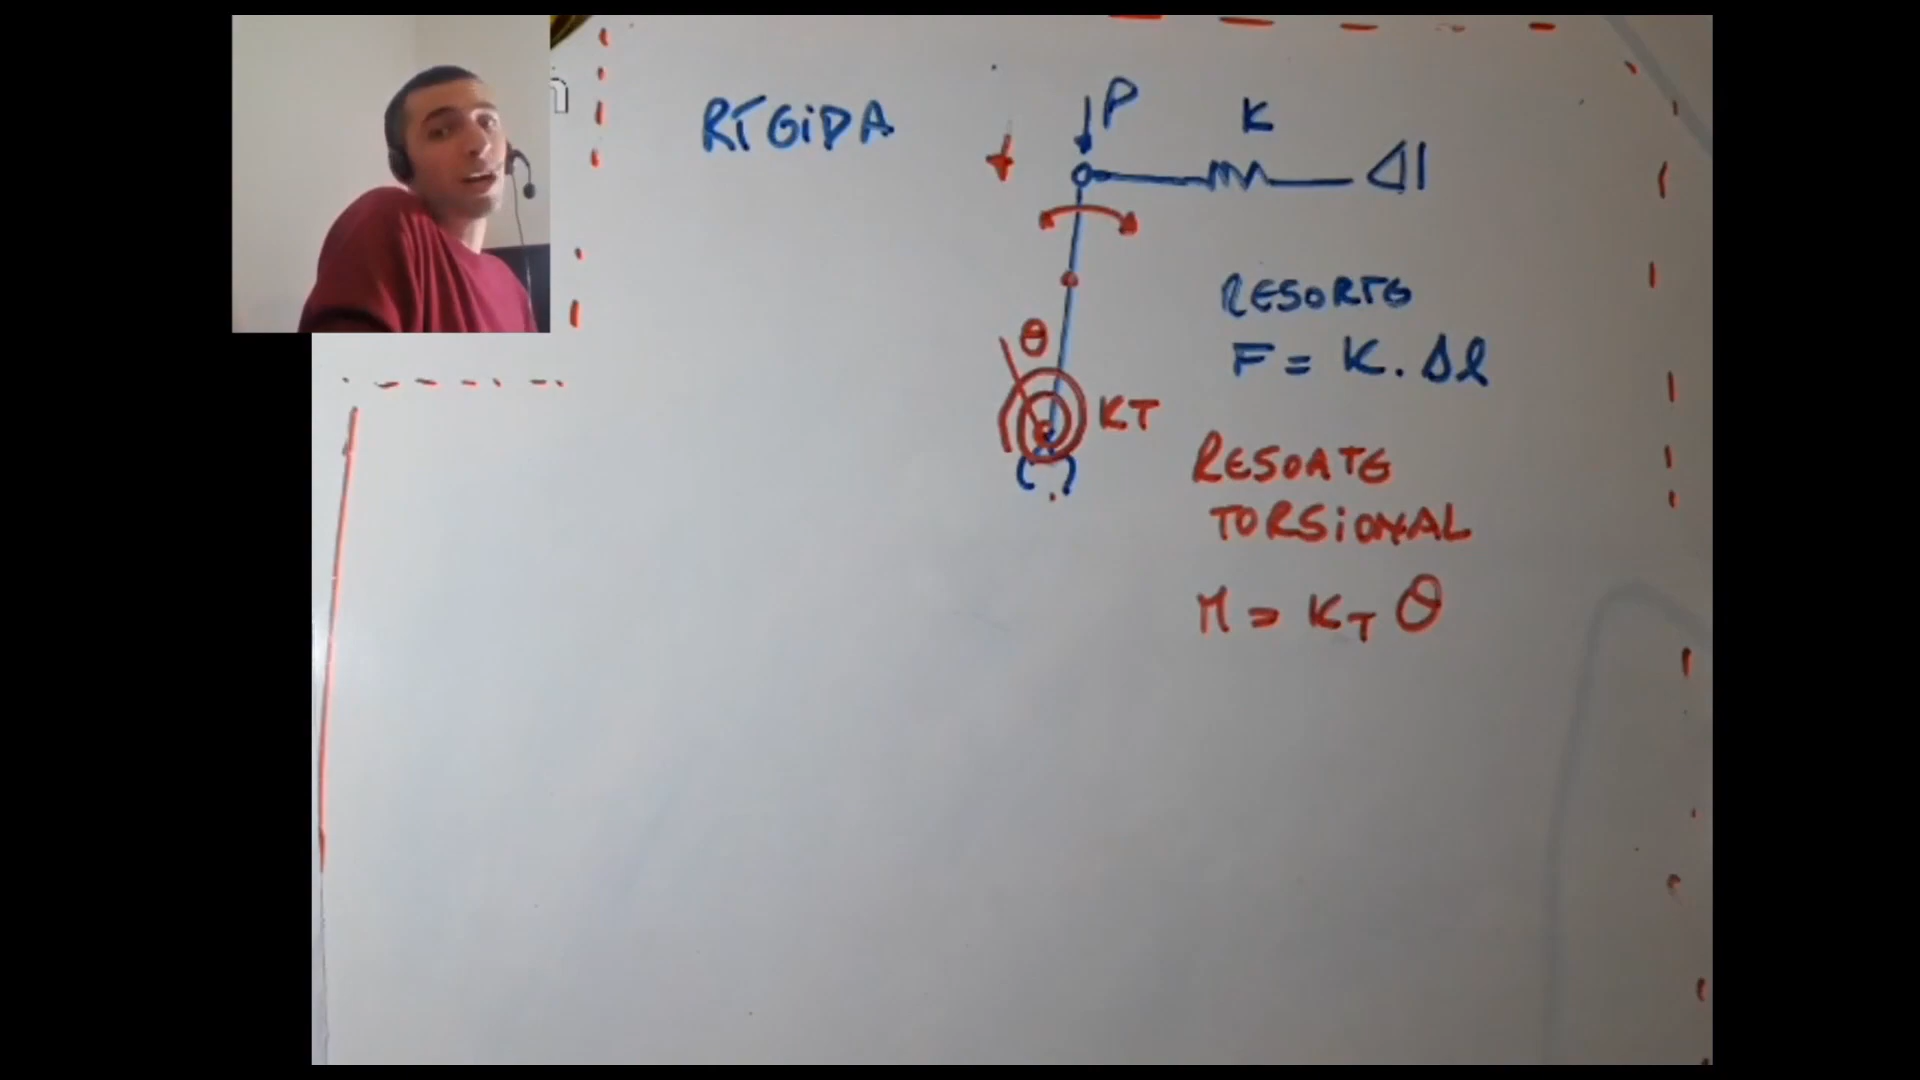 RIGIDA
P
K
Δl
θ
KT
RESORTE
F = K . Δl
RESORTE
TORSIONAL
M = KT θ